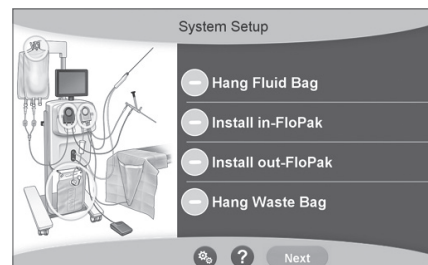 System Setup
Hang Fluid Bag
Install in-FloPak
Install out-FloPak
Hang Waste Bag
?
Next